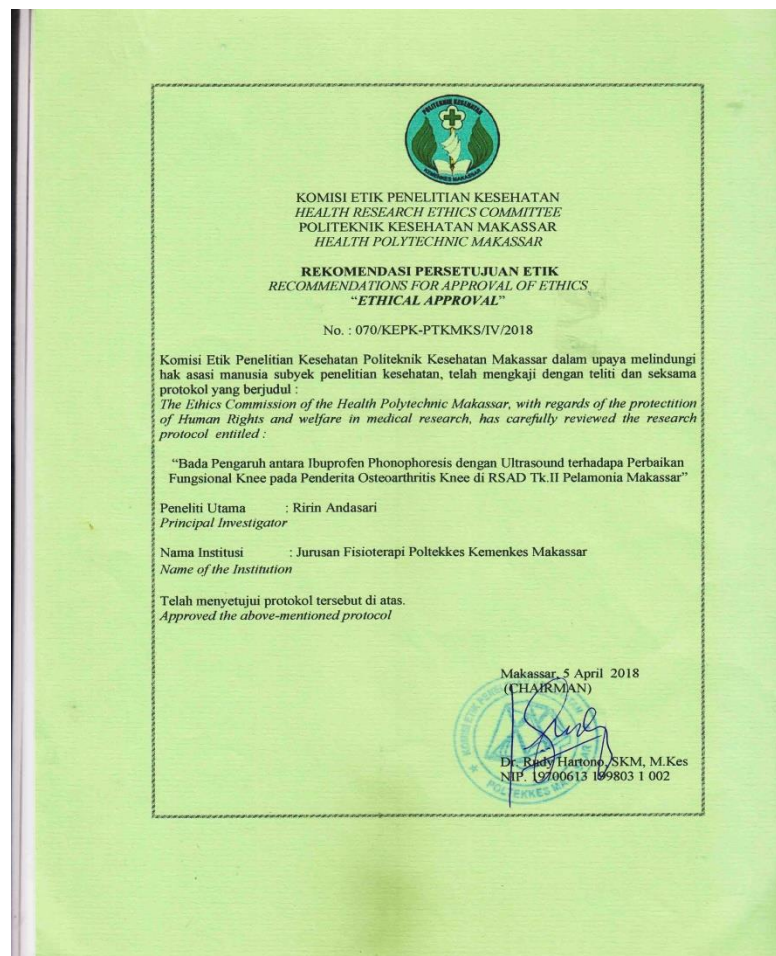 POLITEKNIK KESEHATAN
KEMENKES MAKASSAR
KOMISI ETIK PENELITIAN KESEHATAN
HEALTH RESEARCH ETHICS COMMITTEE
POLITEKNIK KESEHATAN MAKASSAR
HEALTH POLYTECHNIC MAKASSAR
REKOMENDASI PERSETUJUAN ETIK
RECOMMENDATIONS FOR APPROVAL OF ETHICS
“ETHICAL APPROVAL”
No. : 070/KEPK-PTKMKS/IV/2018
Komisi Etik Penelitian Kesehatan Politeknik Kesehatan Makassar dalam upaya melindungi
hak asasi manusia subyek penelitian kesehatan, telah mengkaji dengan teliti dan seksama
protokol yang berjudul :
The Ethics Commission of the Health Polytechnic Makassar, with regards of the protectition
of Human Rights and welfare in medical research, has carefully reviewed the research
protocol entitled :
“Bada Pengaruh antara Ibuprofen Phonophoresis dengan Ultrasound terhadapa Perbaikan
Fungsional Knee pada Penderita Osteoarthritis Knee di RSAD Tk.II Pelamonia Makassar”
Peneliti Utama : Ririn Andasari
Principal Investigator
Nama Institusi : Jurusan Fisioterapi Poltekkes Kemenkes Makassar
Name of the Institution
Telah menyetujui protokol tersebut di atas.
Approved the above-mentioned protocol
Makassar, 5 April 2018
(CHAIRMAN)
Dr. Rudy Hartono, SKM, M.Kes
NIP. 19700613 199803 1 002
KOMISI ETIK
POLTEKKES